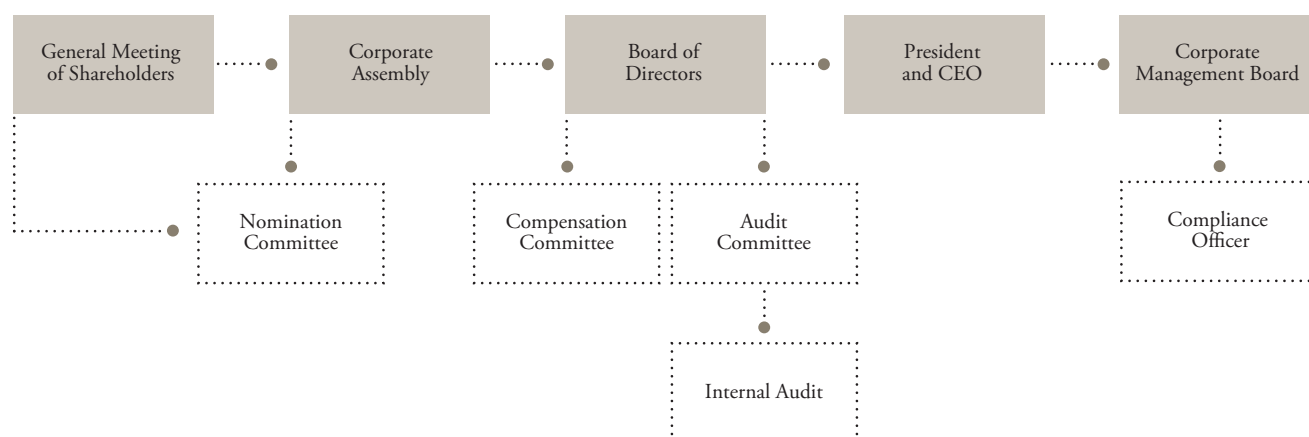 General Meeting
of Shareholders
Corporate
Assembly
Board of
Directors
President
and CEO
Corporate
Management Board
Nomination
Committee
Compensation
Committee
Audit
Committee
Compliance
Officer
Internal Audit